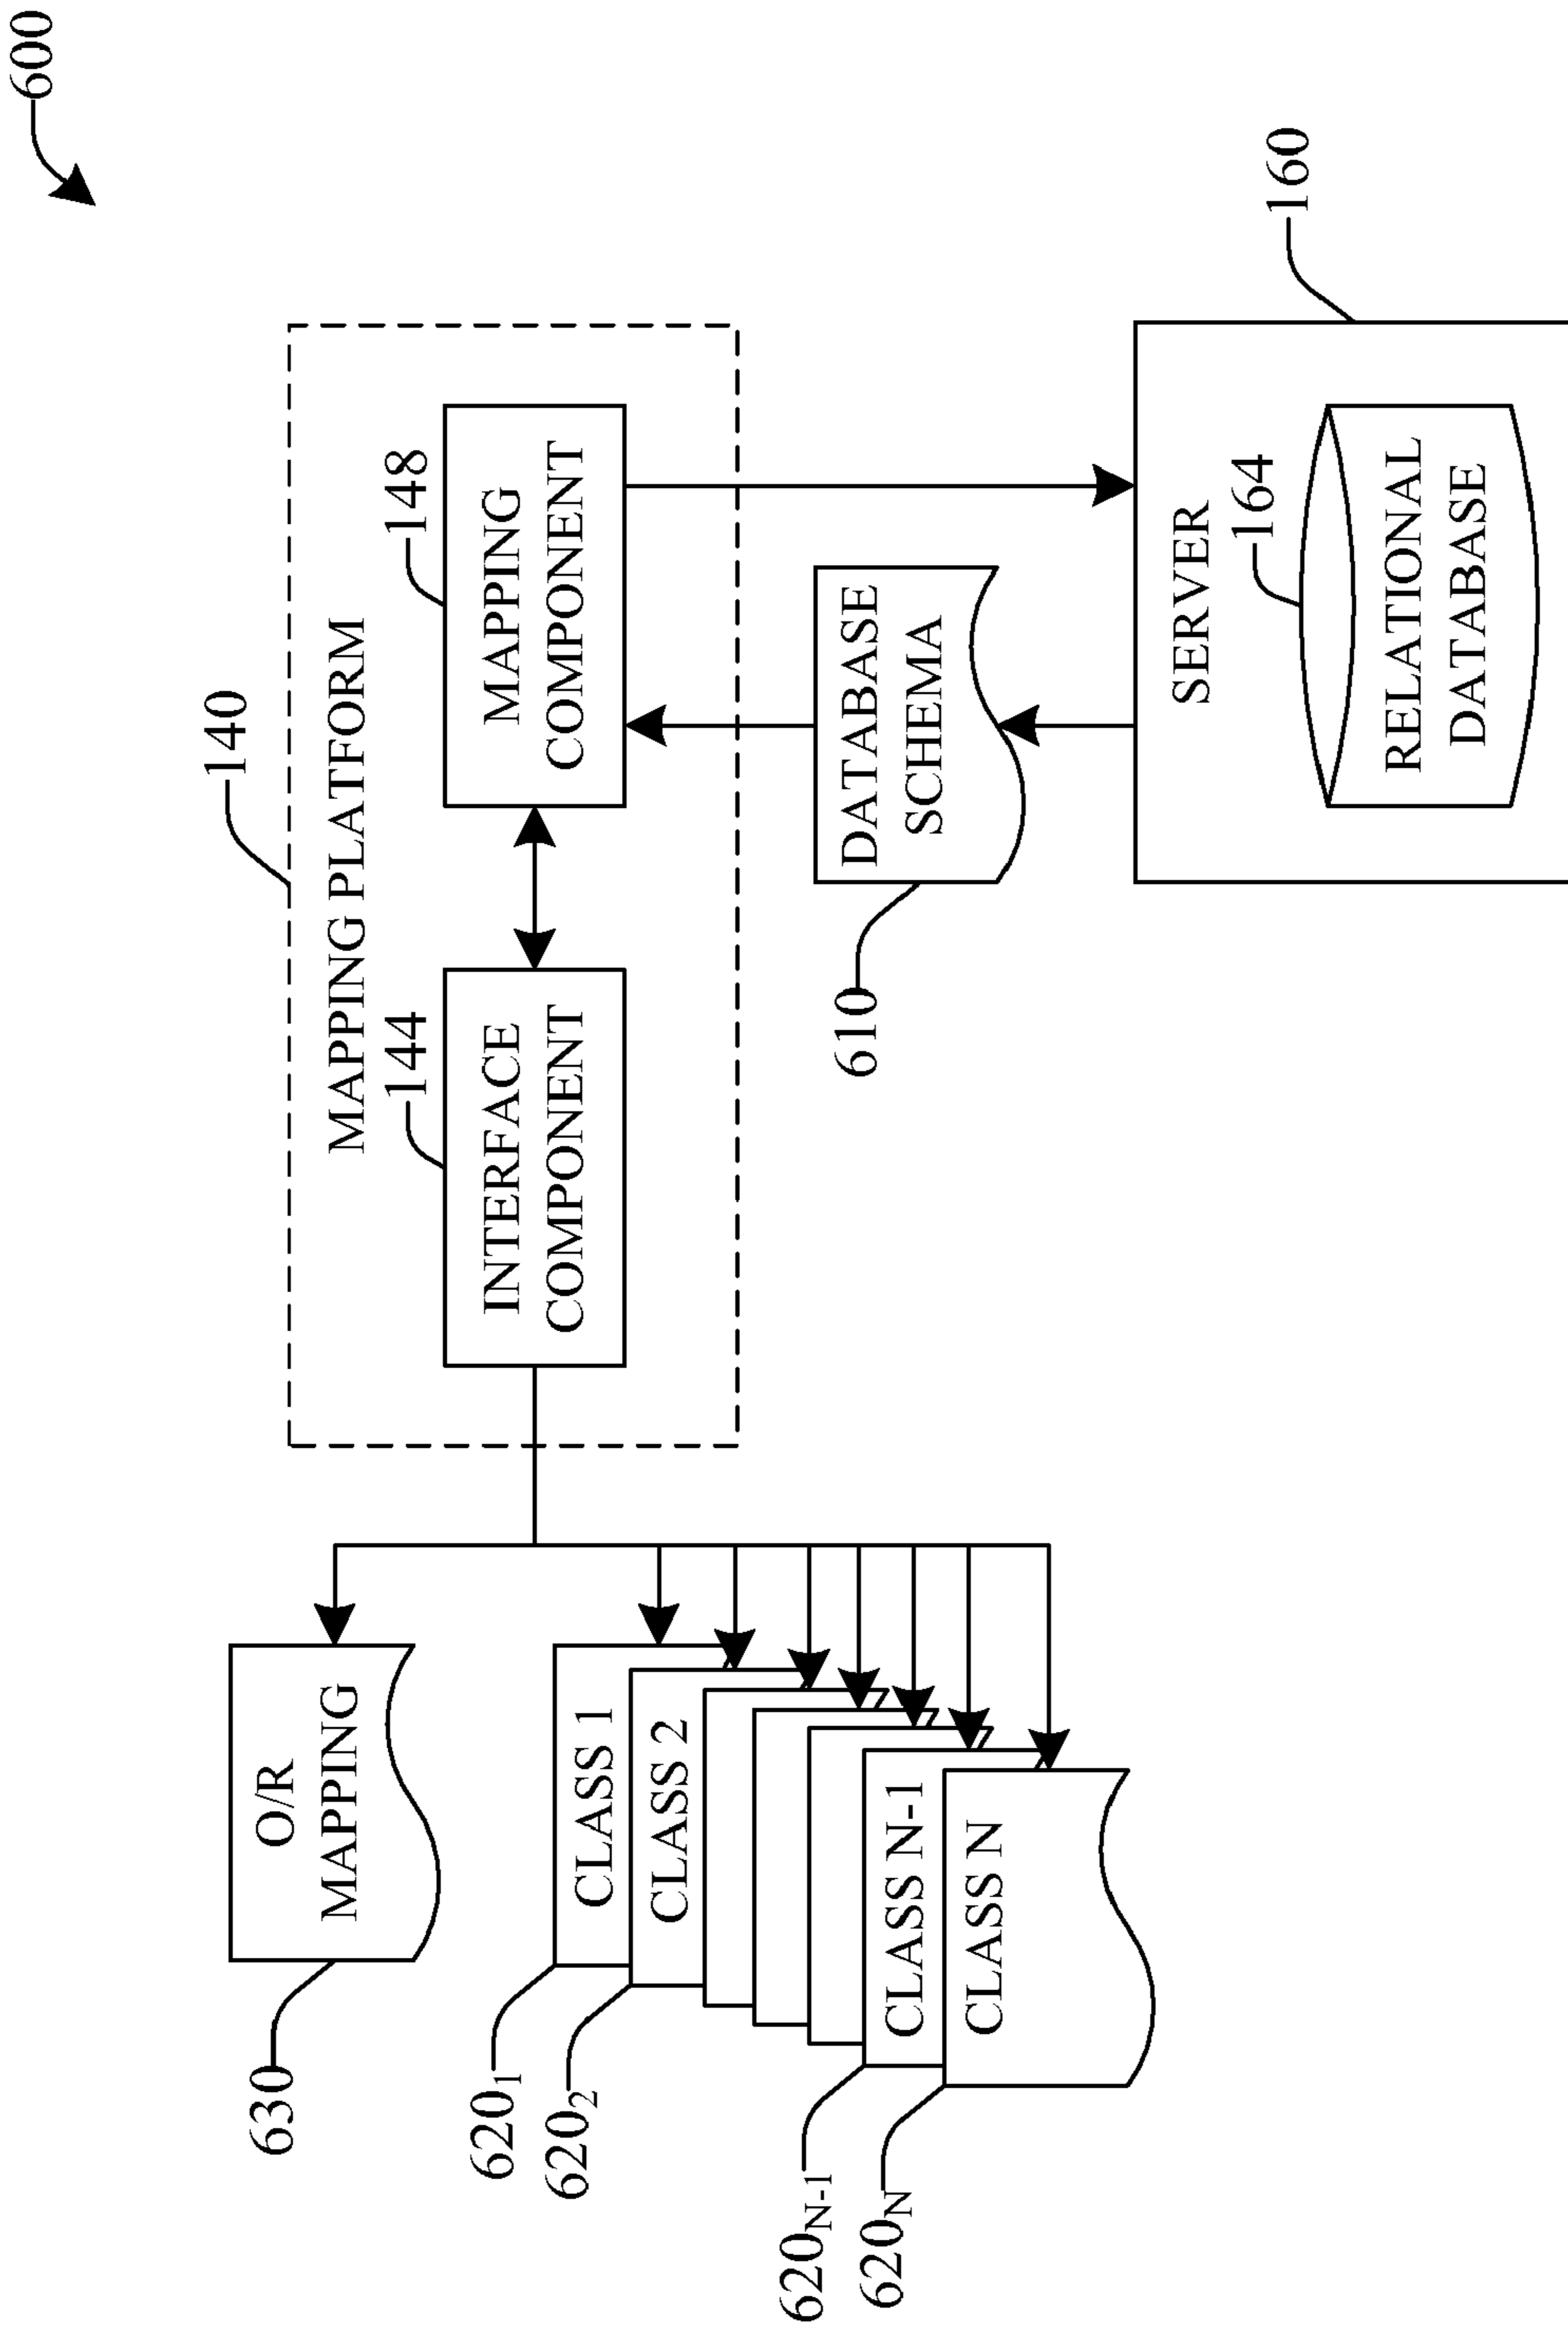 600
140
MAPPING PLATFORM
630
O/R
MAPPING
144
INTERFACE
COMPONENT
148
MAPPING
COMPONENT
620₁
CLASS 1
620₂
CLASS 2
620N-1
CLASS N-1
620N
CLASS N
610
DATABASE
SCHEMA
160
SERVER
164
RELATIONAL
DATABASE